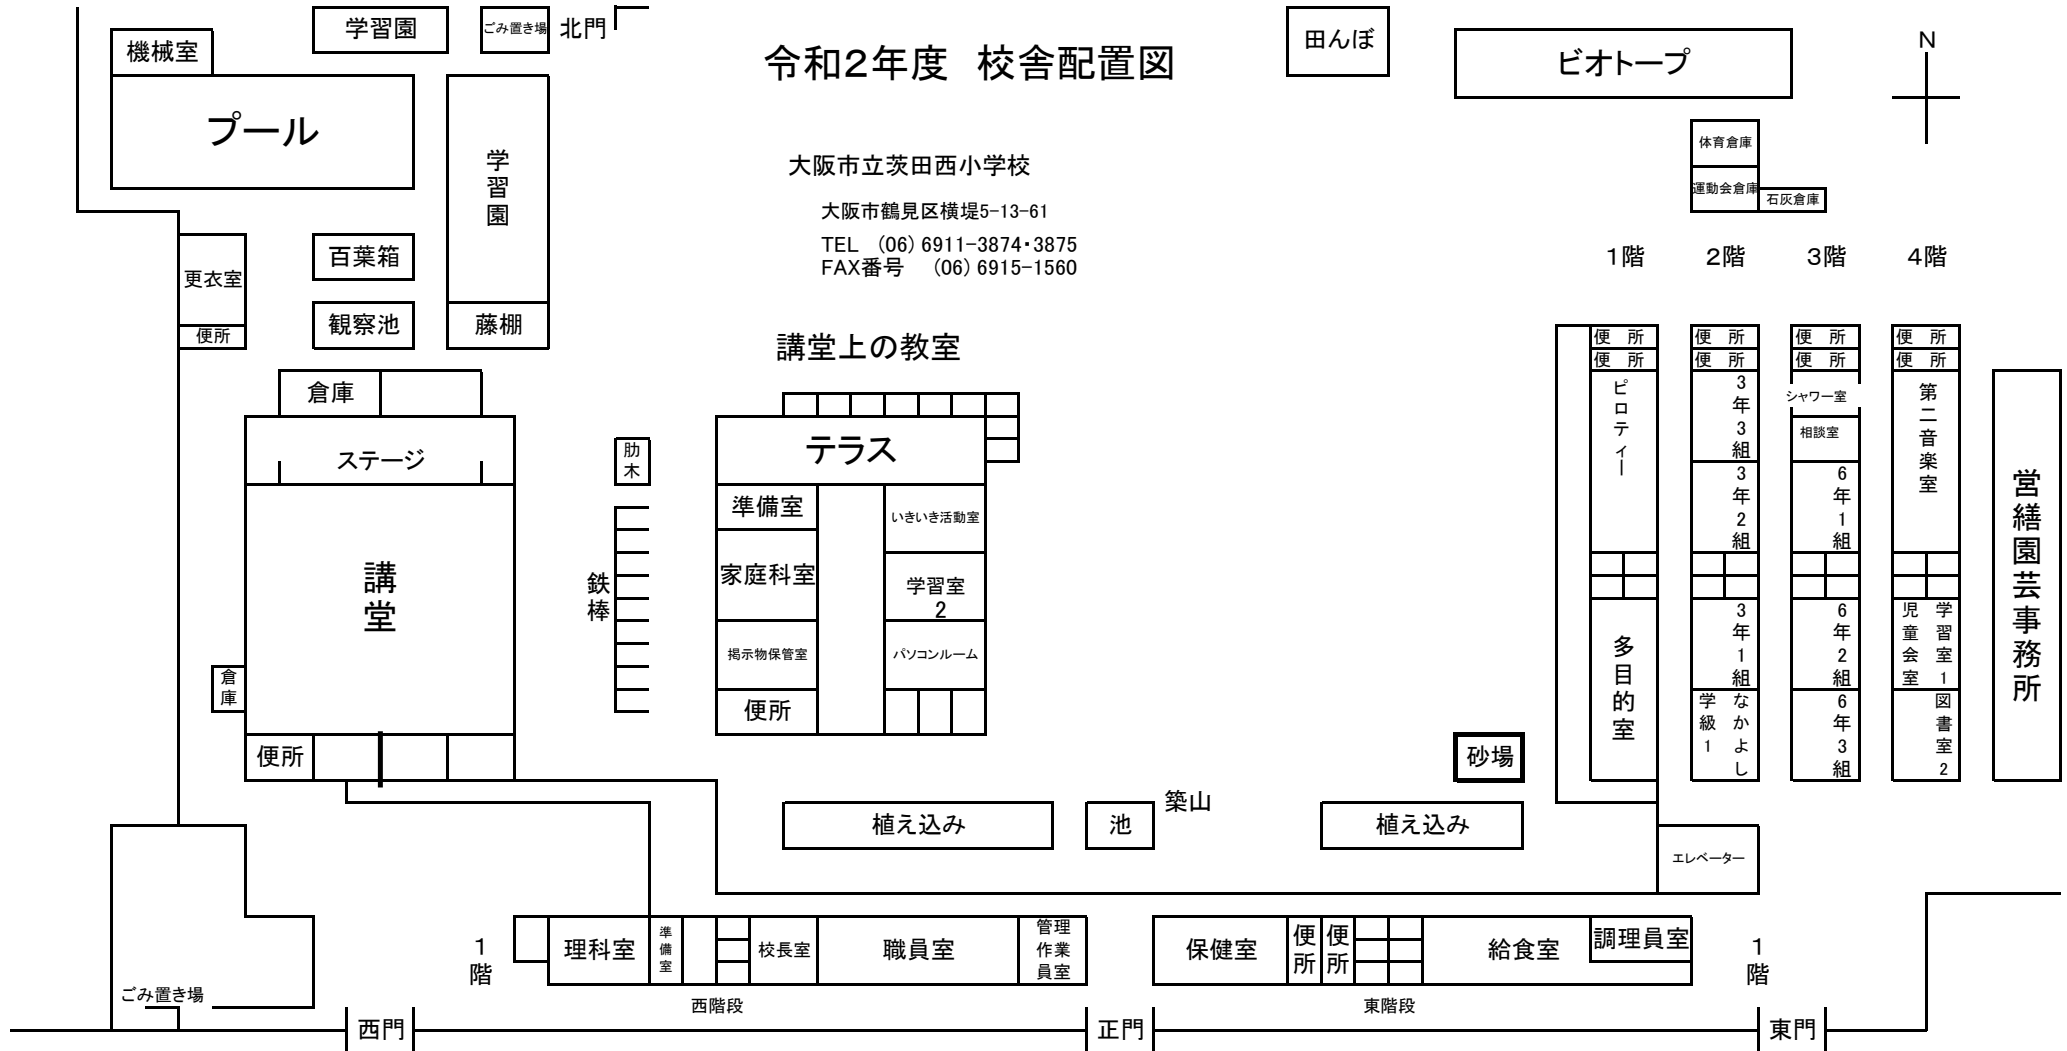 令和2年度　校舎配置図
大阪市立茨田西小学校
大阪市鶴見区横堤5-13-61
TEL　(06) 6911-3874・3875
FAX番号　(06) 6915-1560
機械室
プール
学習園
ごみ置き場
北門
学習園
田んぼ
ビオトープ
N
体育倉庫
運動会倉庫
石灰倉庫
更衣室
便所
百葉箱
観察池
藤棚
倉庫
ステージ
講堂
倉庫
便所
肋木
鉄棒
講堂上の教室
テラス
準備室
いきいき活動室
家庭科室
学習室
2
掲示物保管室
パソコンルーム
便所
1階
2階
3階
4階
便　所
便　所
ピロティー
多目的室
便　所
便　所
3年3組
3年2組
3年1組
なかよし
学級1
便　所
便　所
シャワー室
相談室
6年1組
6年2組
6年3組
便　所
便　所
第二音楽室
学習室1
児童会室
図書室2
営繕園芸事務所
砂場
築山
植え込み
池
植え込み
エレベーター
1階
理科室
準備室
校長室
職員室
管理
作業
員室
保健室
便所
便所
給食室
調理員室
1階
ごみ置き場
西階段
東階段
西門
正門
東門